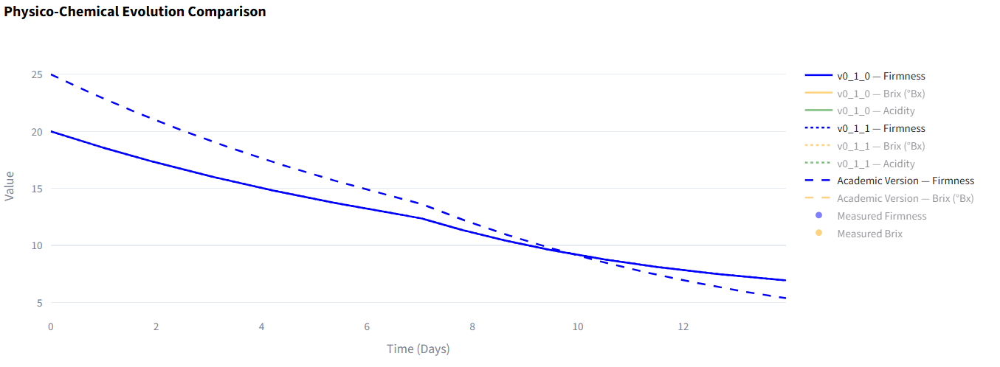 Physico-Chemical Evolution Comparison
25
20
15
10
5
Value
0 2 4 6 8 10 12
Time (Days)
v0_1_0 — Firmness
v0_1_0 — Brix (°Bx)
v0_1_0 — Acidity
v0_1_1 — Firmness
v0_1_1 — Brix (°Bx)
v0_1_1 — Acidity
Academic Version — Firmness
Academic Version — Brix (°Bx)
Measured Firmness
Measured Brix